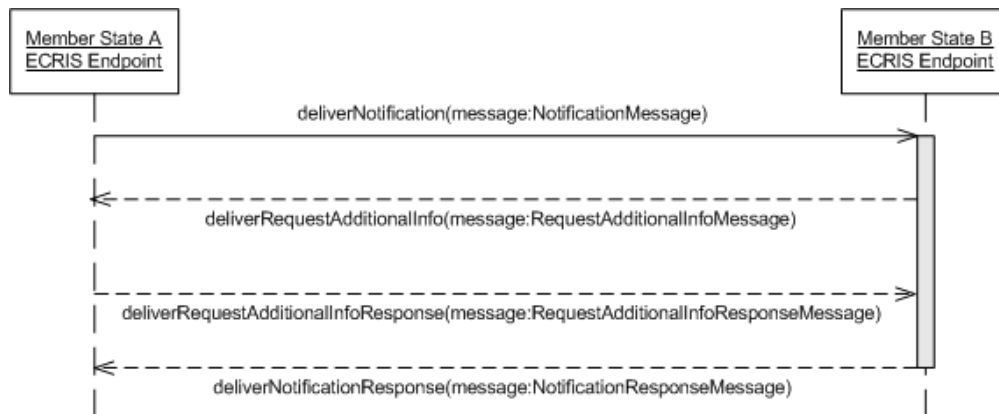 Member State A
ECRIS Endpoint
Member State B
ECRIS Endpoint
deliverNotification(message:NotificationMessage)
deliverRequestAdditionalInfo(message:RequestAdditionalInfoMessage)
deliverRequestAdditionalInfoResponse(message:RequestAdditionalInfoResponseMessage)
deliverNotificationResponse(message:NotificationResponseMessage)